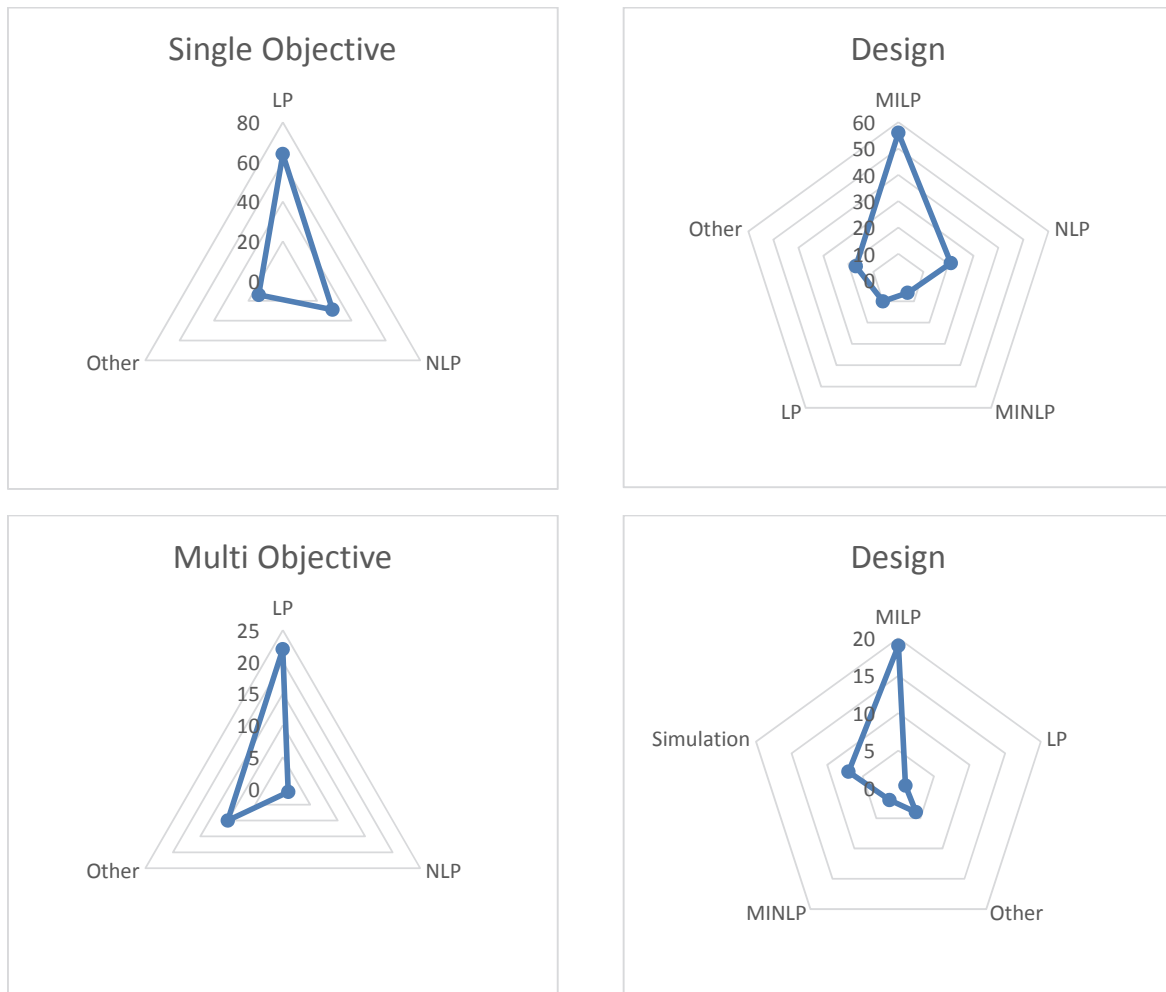 Single Objective
LP
80
60
40
20
0
Other
NLP
Design
MILP
60
50
40
30
20
10
0
Other
NLP
LP
MINLP
Multi Objective
LP
25
20
15
10
5
0
Other
NLP
Design
MILP
20
15
10
5
0
Simulation
LP
MINLP
Other